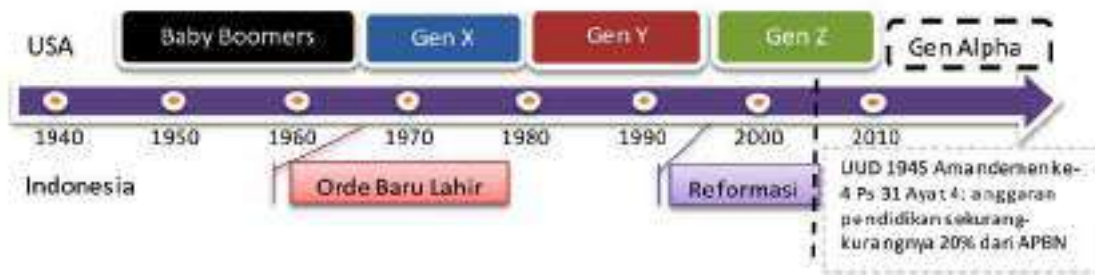 USA
Baby Boomers
Gen X
Gen Y
Gen Z
Gen Alpha
1940 1950 1960 1970 1980 1990 2000 2010
Indonesia
Orde Baru Lahir
Reformasi
UUD 1945 Amandemen ke-
4 Ps 31 Ayat 4: anggaran
pendidikan sekurang-
kurangnya 20% dari APBN